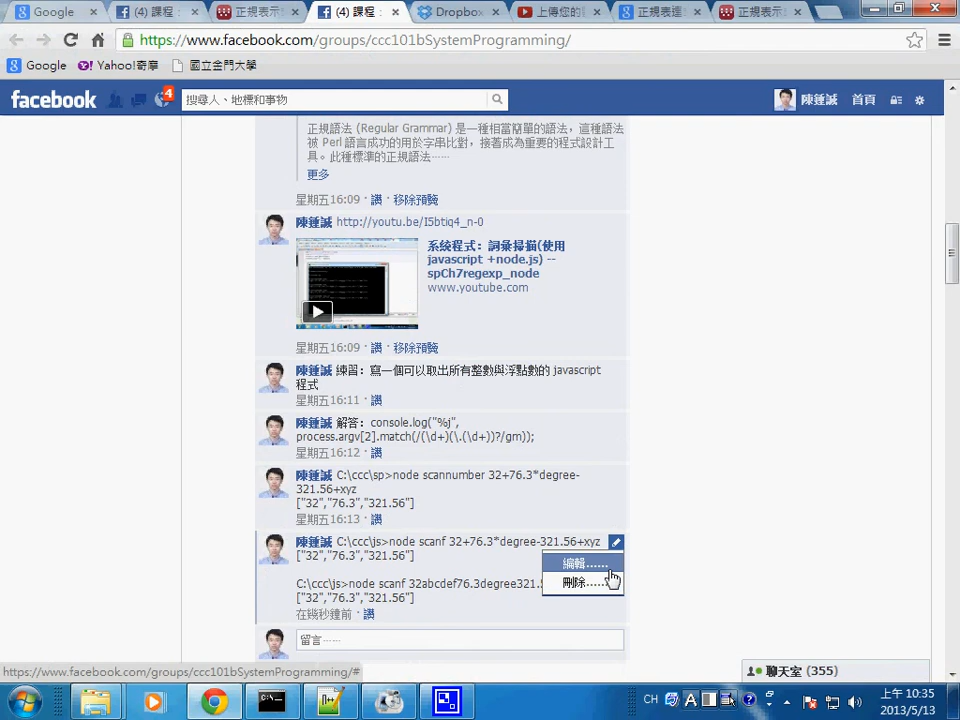 Google
(4) 課程：
正規表示
(4) 課程：
Dropbox
上傳您的
正規表達
正規表示
https://www.facebook.com/groups/ccc101bSystemProgramming/
Google Yahoo!奇摩 國立金門大學
facebook 4 搜尋人、地標和事物 陳鍾誠 首頁
正規語法 (Regular Grammar) 是一種相當簡單的語法，這種語法
被 Perl 語言成功的用於字串比對，接著成為重要的程式設計工
具。此種標準的正規語法……
更多
星期五16:09 · 讚 · 移除預覽
陳鍾誠 http://youtu.be/I5btiq4_n-0
系統程式：詞彙掃描(使用
javascript +node.js) --
spCh7regexp_node
www.youtube.com
星期五16:09 · 讚 · 移除預覽
陳鍾誠 練習：寫一個可以取出所有整數與浮點數的 javascript
程式
星期五16:11 · 讚
陳鍾誠 解答：console.log("%j",
process.argv[2].match(/(\d+)(\.(\d+))?/gm));
星期五16:12 · 讚
陳鍾誠 C:\ccc\sp>node scannumber 32+76.3*degree-
321.56+xyz
["32","76.3","321.56"]
星期五16:13 · 讚
陳鍾誠 C:\ccc\js>node scanf 32+76.3*degree-321.56+xyz
["32","76.3","321.56"]
編輯......
刪除......
C:\ccc\js>node scanf 32abcdef76.3degree321.5
["32","76.3","321.56"]
在幾秒鐘前 · 讚
留言……
https://www.facebook.com/groups/ccc101bSystemProgramming/#
聊天室 (355)
CH A
上午 10:35
2013/5/13